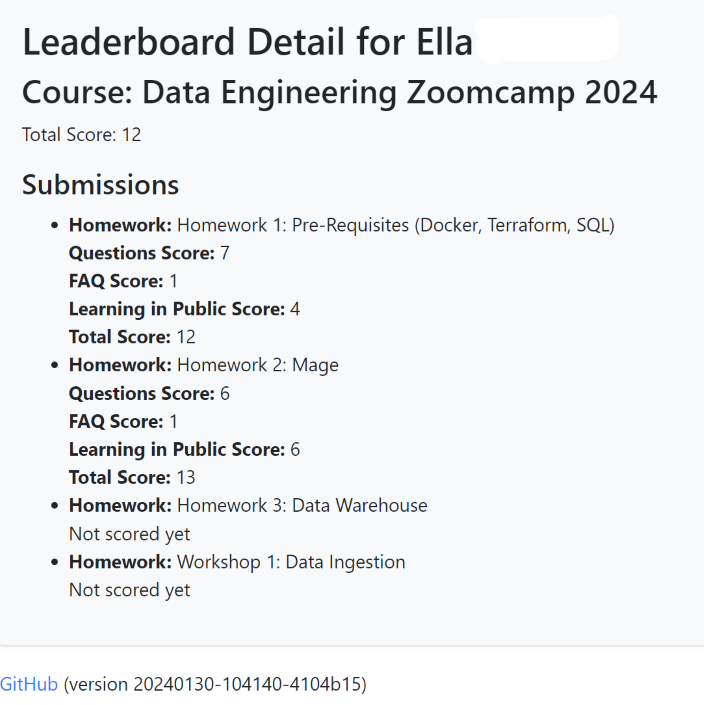 Leaderboard Detail for Ella
Course: Data Engineering Zoomcamp 2024
Total Score: 12
Submissions
• Homework: Homework 1: Pre-Requisites (Docker, Terraform, SQL)
Questions Score: 7
FAQ Score: 1
Learning in Public Score: 4
Total Score: 12
• Homework: Homework 2: Mage
Questions Score: 6
FAQ Score: 1
Learning in Public Score: 6
Total Score: 13
• Homework: Homework 3: Data Warehouse
Not scored yet
• Homework: Workshop 1: Data Ingestion
Not scored yet
GitHub (version 20240130-104140-4104b15)